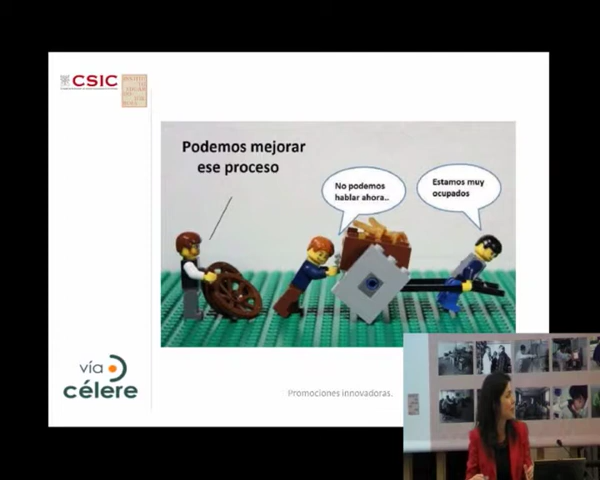 CSIC
Podemos mejorar
ese proceso
No podemos
hablar ahora..
Estamos muy
ocupados
vía
célere
Promociones innovadoras.